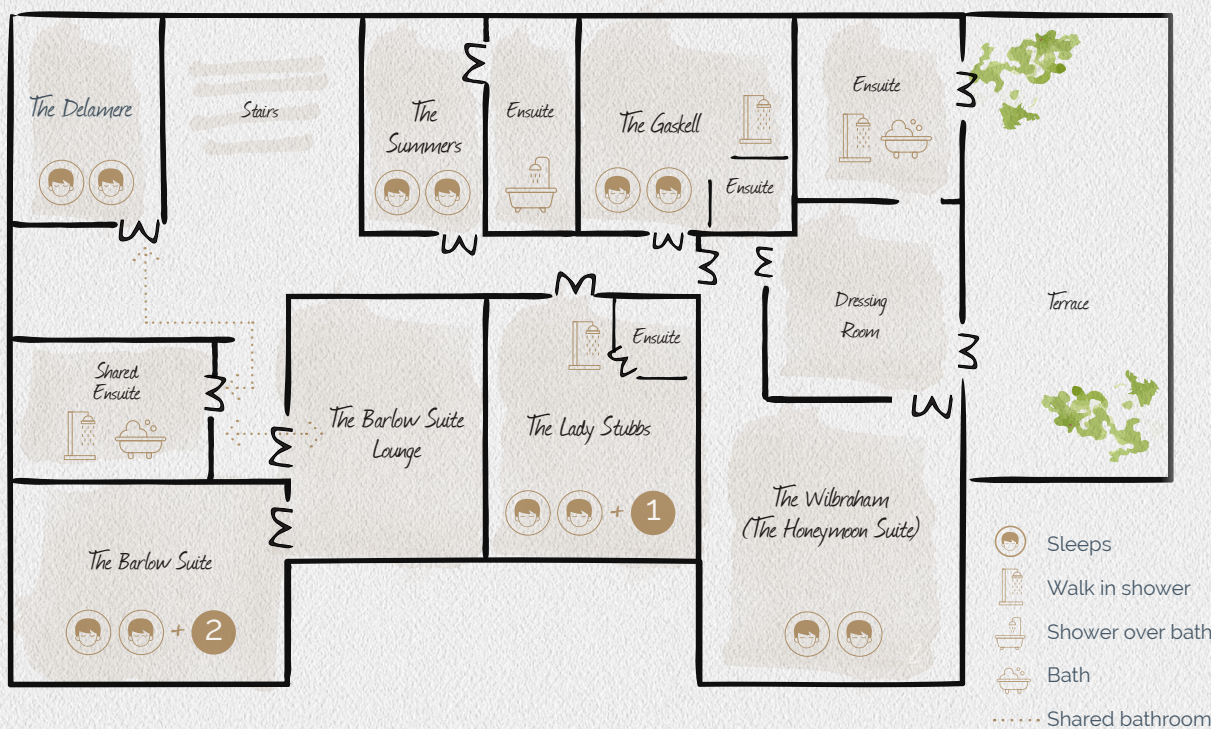 The Delamere
Stairs
The
Summers
Ensuite
The Gaskell
Ensuite
Ensuite
Dressing
Room
Terrace
Shared
Ensuite
The Barlow Suite
Lounge
Ensuite
The Lady Stubbs
+ 1
The Wilbraham
(The Honeymoon Suite)
The Barlow Suite
+ 2
Sleeps
Walk in shower
Shower over bath
Bath
Shared bathroom